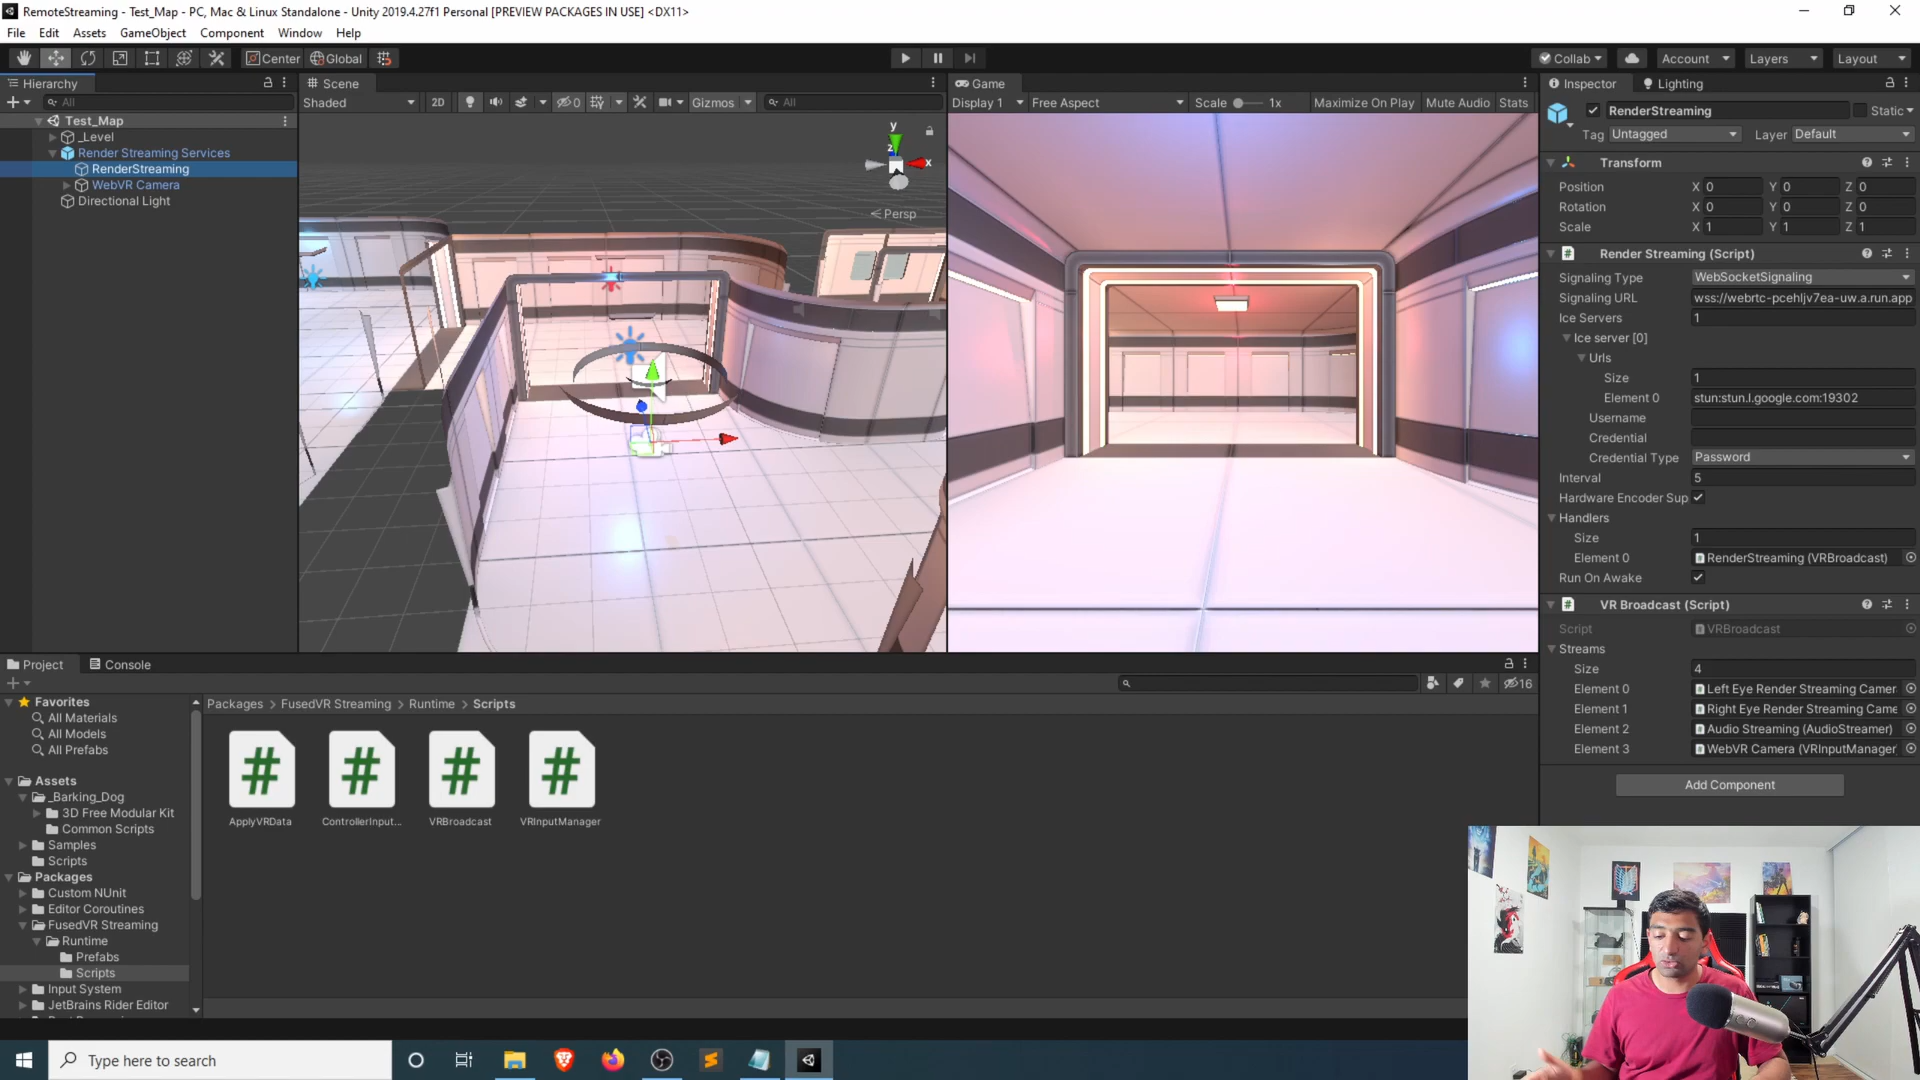 RemoteStreaming - Test_Map - PC, Mac & Linux Standalone - Unity 2019.4.27f1 Personal [PREVIEW PACKAGES IN USE] <DX11>
File Edit Assets GameObject Component Window Help
Center Global Collab Account Layers Layout
Hierarchy
All
Test_Map
_Level
Render Streaming Services
RenderStreaming
WebVR Camera
Directional Light
Scene
Shaded 2D 0 Gizmos All
y
z
x
Persp
Game
Display 1 Free Aspect Scale 1x Maximize On Play Mute Audio Stats
Inspector Lighting
RenderStreaming Static
Tag Untagged Layer Default
Transform
Position X 0 Y 0 Z 0
Rotation X 0 Y 0 Z 0
Scale X 1 Y 1 Z 1
Render Streaming (Script)
Signaling Type WebSocketSignaling
Signaling URL wss://webrtc-pcehljv7ea-uw.a.run.app
Ice Servers 1
Ice server [0]
Urls
Size 1
Element 0 stun:stun.l.google.com:19302
Username
Credential
Credential Type Password
Interval 5
Hardware Encoder Sup
Handlers
Size 1
Element 0 RenderStreaming (VRBroadcast)
Run On Awake
VR Broadcast (Script)
Script VRBroadcast
Streams
Size 4
Element 0 Left Eye Render Streaming Camer
Element 1 Right Eye Render Streaming Came
Element 2 Audio Streaming (AudioStreamer)
Element 3 WebVR Camera (VRInputManager
Add Component
Project Console
16
Favorites
All Materials
All Models
All Prefabs
Assets
_Barking_Dog
3D Free Modular Kit
Common Scripts
Samples
Scripts
Packages
Custom NUnit
Editor Coroutines
FusedVR Streaming
Runtime
Prefabs
Scripts
Input System
JetBrains Rider Editor
Packages > FusedVR Streaming > Runtime > Scripts
# # # #
ApplyVRData ControllerInput... VRBroadcast VRInputManager
Type here to search